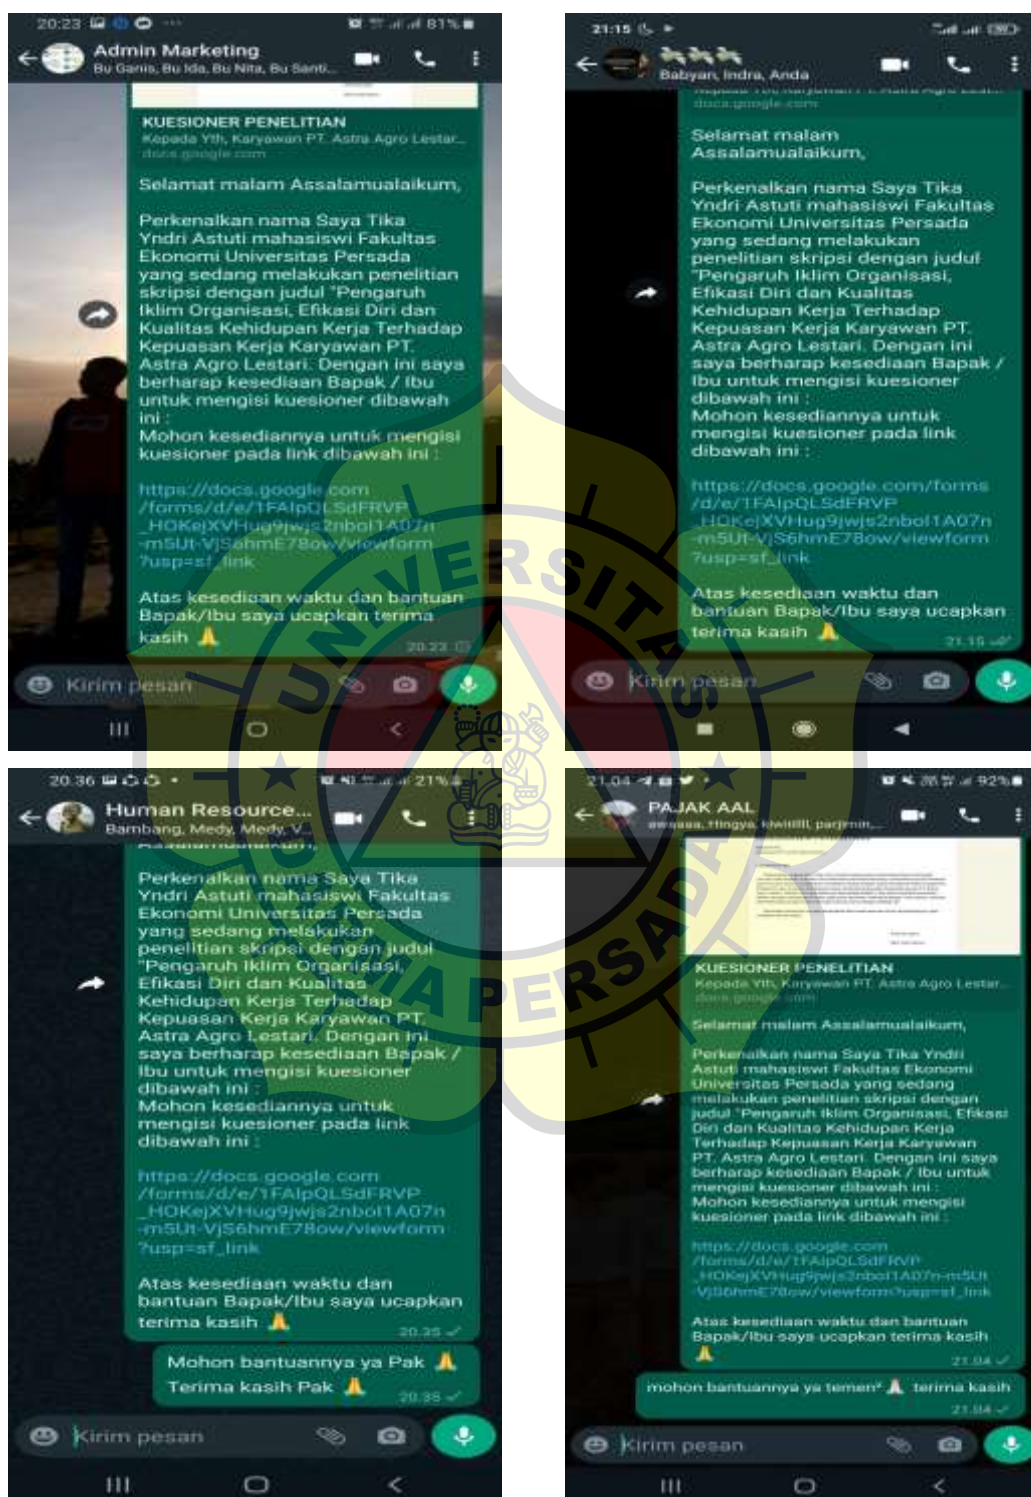 20:23
81%
Admin Marketing
Bu Ganis, Bu Ida, Bu Nita, Bu Santi...
KUESIONER PENELITIAN
Kepada Yth, Karyawan PT. Astra Agro Lestar...
docs.google.com
Selamat malam Assalamualaikum,
Perkenalkan nama Saya Tika
Yndri Astuti mahasiswi Fakultas
Ekonomi Universitas Persada
yang sedang melakukan penelitian
skripsi dengan judul "Pengaruh
Iklim Organisasi, Efikasi Diri dan
Kualitas Kehidupan Kerja Terhadap
Kepuasan Kerja Karyawan PT.
Astra Agro Lestari. Dengan ini saya
berharap kesediaan Bapak / Ibu
untuk mengisi kuesioner dibawah
ini :
Mohon kesediannya untuk mengisi
kuesioner pada link dibawah ini :
https://docs.google.com
/forms/d/e/1FAIpQLSdFRVP
_HOKejXVHug9jwjs2nboI1A07n
-m5Ut-VjS6hmE78ow/viewform
?usp=sf_link
Atas kesediaan waktu dan bantuan
Bapak/Ibu saya ucapkan terima
kasih 🙏
20.23
Kirim pesan
21:15
Babyan, Indra, Anda
docs.google.com
Selamat malam
Assalamualaikum,
Perkenalkan nama Saya Tika
Yndri Astuti mahasiswi Fakultas
Ekonomi Universitas Persada
yang sedang melakukan
penelitian skripsi dengan judul
"Pengaruh Iklim Organisasi,
Efikasi Diri dan Kualitas
Kehidupan Kerja Terhadap
Kepuasan Kerja Karyawan PT.
Astra Agro Lestari. Dengan ini
saya berharap kesediaan Bapak /
Ibu untuk mengisi kuesioner
dibawah ini :
Mohon kesediannya untuk
mengisi kuesioner pada link
dibawah ini :
https://docs.google.com/forms
/d/e/1FAIpQLSdFRVP
_HOKejXVHug9jwjs2nboI1A07n
-m5Ut-VjS6hmE78ow/viewform
?usp=sf_link
Atas kesediaan waktu dan
bantuan Bapak/Ibu saya ucapkan
terima kasih 🙏
21.15
Kirim pesan
20.36
21%
Human Resource...
Bambang, Medy, Medy, V...
Assalamualaikum,
Perkenalkan nama Saya Tika
Yndri Astuti mahasiswi Fakultas
Ekonomi Universitas Persada
yang sedang melakukan
penelitian skripsi dengan judul
"Pengaruh Iklim Organisasi,
Efikasi Diri dan Kualitas
Kehidupan Kerja Terhadap
Kepuasan Kerja Karyawan PT.
Astra Agro Lestari. Dengan ini
saya berharap kesediaan Bapak /
Ibu untuk mengisi kuesioner
dibawah ini :
Mohon kesediannya untuk
mengisi kuesioner pada link
dibawah ini :
https://docs.google.com
/forms/d/e/1FAIpQLSdFRVP
_HOKejXVHug9jwjs2nboI1A07n
-m5Ut-VjS6hmE78ow/viewform
?usp=sf_link
Atas kesediaan waktu dan
bantuan Bapak/Ibu saya ucapkan
terima kasih 🙏
20.35
Mohon bantuannya ya Pak 🙏
Terima kasih Pak 🙏
20.35
Kirim pesan
21.04
92%
PAJAK AAL
awaaaa, Hingya, kiwitllll, parjimin,...
KUESIONER PENELITIAN
Kepada Yth, Karyawan PT. Astra Agro Lestar...
docs.google.com
Selamat malam Assalamualaikum,
Perkenalkan nama Saya Tika Yndri
Astuti mahasiswi Fakultas Ekonomi
Universitas Persada yang sedang
melakukan penelitian skripsi dengan
judul "Pengaruh Iklim Organisasi, Efikasi
Diri dan Kualitas Kehidupan Kerja
Terhadap Kepuasan Kerja Karyawan
PT. Astra Agro Lestari. Dengan ini saya
berharap kesediaan Bapak / Ibu untuk
mengisi kuesioner dibawah ini :
Mohon kesediannya untuk mengisi
kuesioner pada link dibawah ini :
https://docs.google.com
/forms/d/e/1FAIpQLSdFRVP
_HOKejXVHug9jwjs2nboI1A07n-m5Ut
-VjS6hmE78ow/viewform?usp=sf_link
Atas kesediaan waktu dan bantuan
Bapak/Ibu saya ucapkan terima kasih
🙏
21.04
mohon bantuannya ya temen² 🙏 terima kasih
21.04
Kirim pesan
UNIVERSITAS
DARMA PERSADA